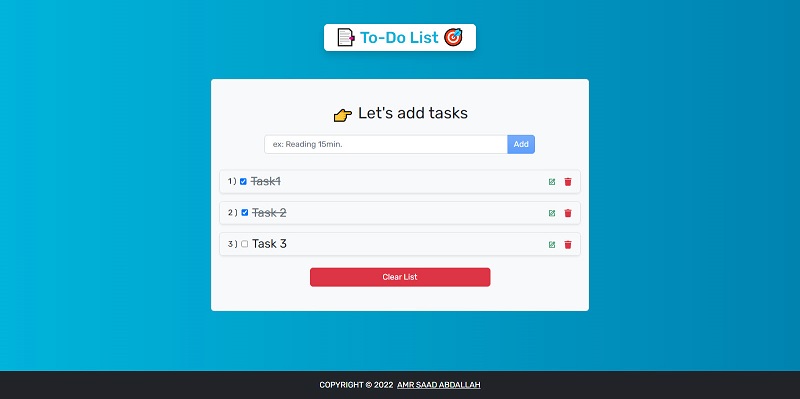 To-Do List
Let's add tasks
ex: Reading 15min.
Add
1 ) Task1
2 ) Task 2
3 ) Task 3
Clear List
COPYRIGHT © 2022 AMR SAAD ABDALLAH